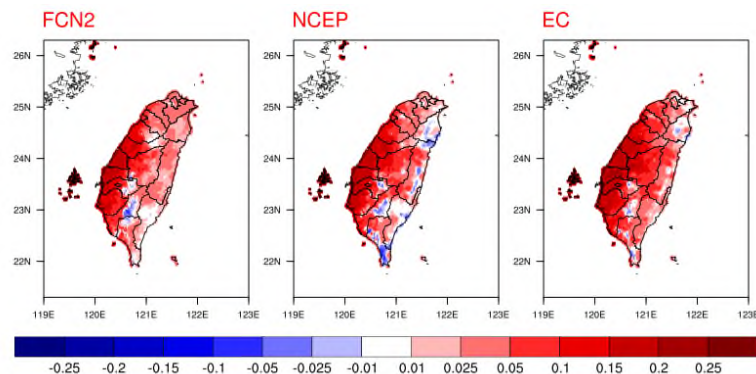 FCN2 NCEP EC
26N 26N 26N
25N 25N 25N
24N 24N 24N
23N 23N 23N
22N 22N 22N
119E 120E 121E 122E 123E 119E 120E 121E 122E 123E 119E 120E 121E 122E 123E
-0.25 -0.2 -0.15 -0.1 -0.05 -0.025 -0.01 0.01 0.025 0.05 0.1 0.15 0.2 0.25